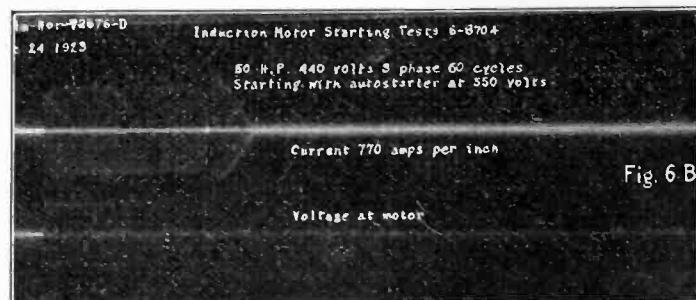 Induction Motor Starting Tests 6-8704
24 1923
50 H.P. 440 volts 3 phase 60 cycles
Starting with autostarter at 550 volts
Current 770 amps per inch
Fig. 6 B
Voltage at motor